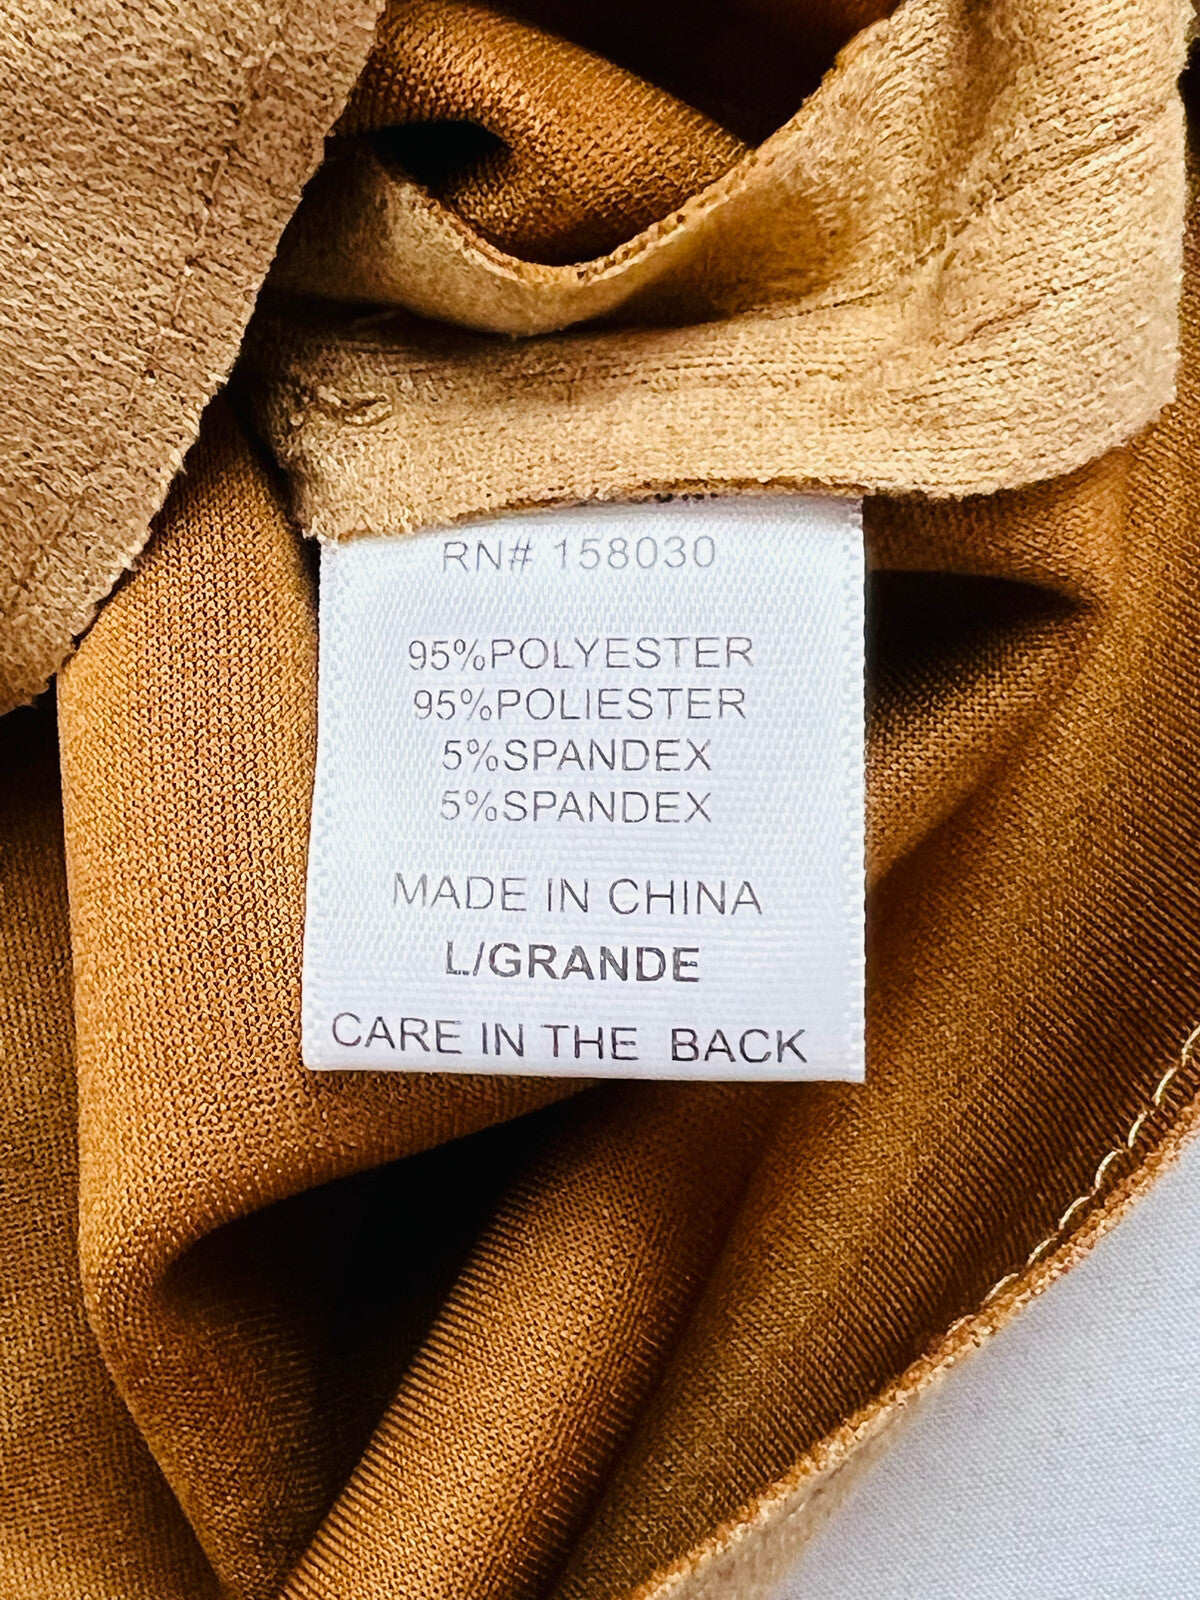 RN# 158030
95%POLYESTER
95%POLIESTER
5%SPANDEX
5%SPANDEX
MADE IN CHINA
L/GRANDE
CARE IN THE BACK